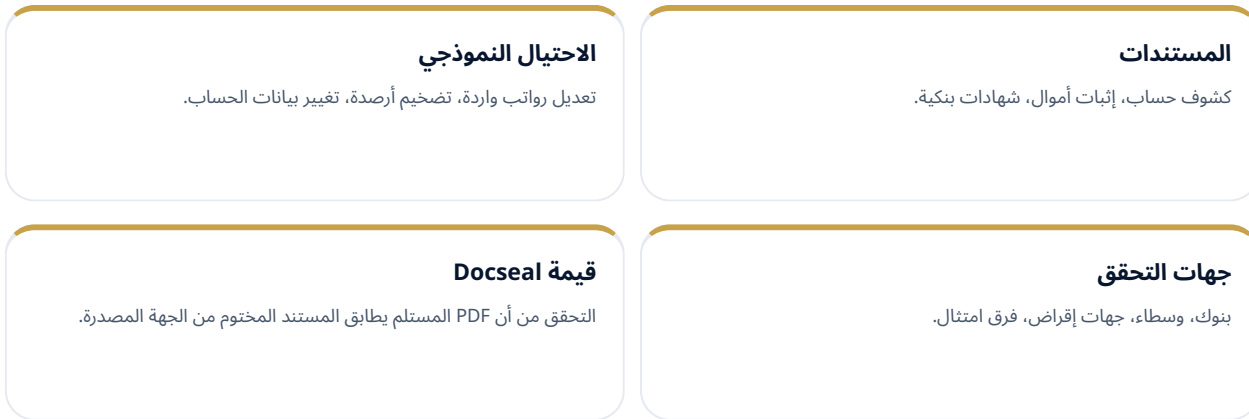 المستندات
كشوف حساب، إثبات أموال، شهادات بنكية.
الاحتيال النموذجي
تعديل رواتب واردة، تضخيم أرصدة، تغيير بيانات الحساب.
جهات التحقق
بنوك، وسطاء، جهات إقراض، فرق امتثال.
قيمة Docseal
التحقق من أن PDF المستلم يطابق المستند المختوم من الجهة المصدرة.